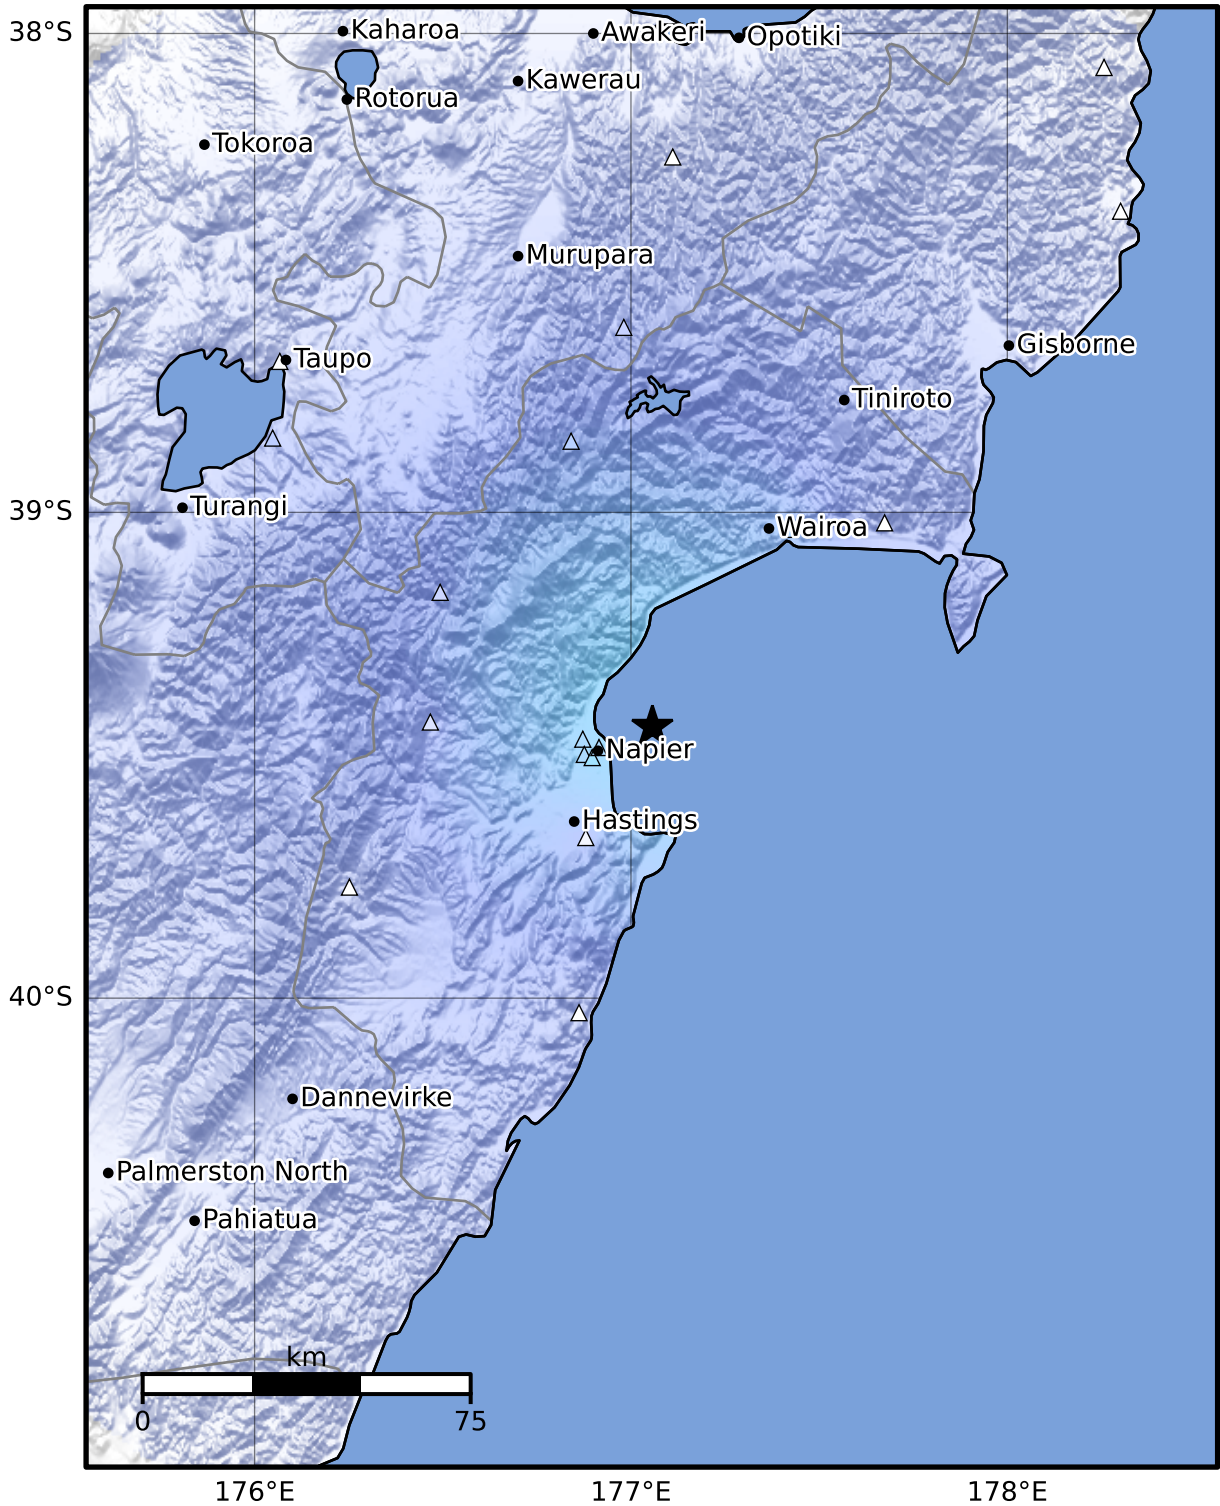 38°S
Kaharoa
Awakeri
Opotiki
Kawerau
Rotorua
Tokoroa
Murupara
Gisborne
Taupo
Tiniroto
Turangi
39°S
Wairoa
Napier
Hastings
40°S
Dannevirke
Palmerston North
Pahiatua
km
0 75
176°E 177°E 178°E